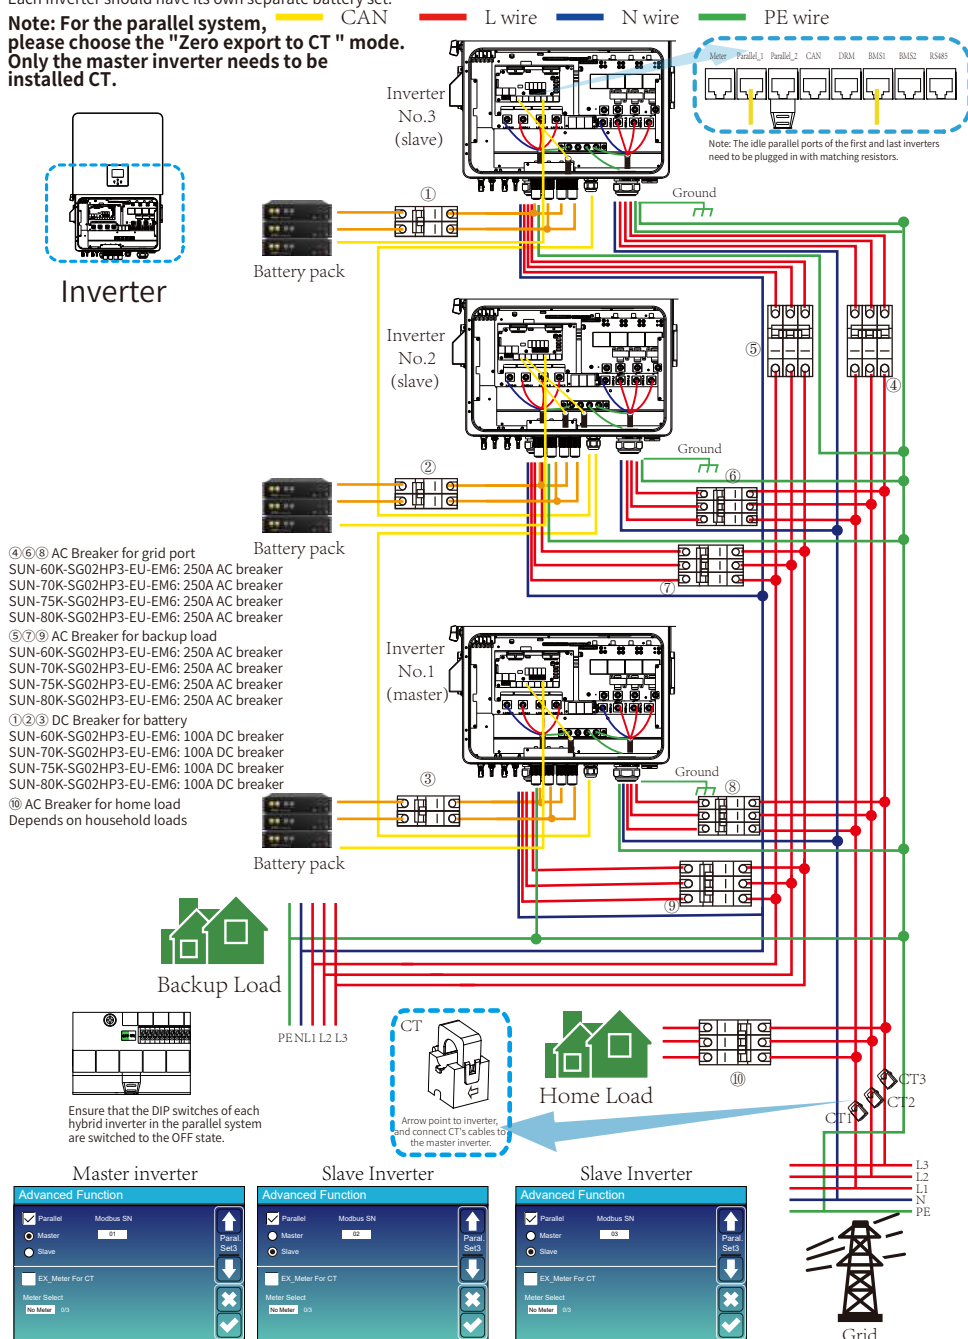 Each inverter should have its own separate battery set.
Note: For the parallel system,
please choose the "Zero export to CT " mode.
Only the master inverter needs to be
installed CT.
CAN
L wire
N wire
PE wire
Inverter
No.3
(slave)
Meter Parallel_1 Parallel_2 CAN DRM BMS1 BMS2 RS485
Note: The idle parallel ports of the first and last inverters
need to be plugged in with matching resistors.
Inverter
①
Battery pack
Ground
Inverter
No.2
(slave)
⑤
④
②
Battery pack
Ground
⑥
⑦
④⑥⑧ AC Breaker for grid port
SUN-60K-SG02HP3-EU-EM6: 250A AC breaker
SUN-70K-SG02HP3-EU-EM6: 250A AC breaker
SUN-75K-SG02HP3-EU-EM6: 250A AC breaker
SUN-80K-SG02HP3-EU-EM6: 250A AC breaker
⑤⑦⑨ AC Breaker for backup load
SUN-60K-SG02HP3-EU-EM6: 250A AC breaker
SUN-70K-SG02HP3-EU-EM6: 250A AC breaker
SUN-75K-SG02HP3-EU-EM6: 250A AC breaker
SUN-80K-SG02HP3-EU-EM6: 250A AC breaker
①②③ DC Breaker for battery
SUN-60K-SG02HP3-EU-EM6: 100A DC breaker
SUN-70K-SG02HP3-EU-EM6: 100A DC breaker
SUN-75K-SG02HP3-EU-EM6: 100A DC breaker
SUN-80K-SG02HP3-EU-EM6: 100A DC breaker
⑩ AC Breaker for home load
Depends on household loads
Inverter
No.1
(master)
③
Battery pack
Ground
⑧
⑨
Backup Load
PE N L1 L2 L3
Ensure that the DIP switches of each
hybrid inverter in the parallel system
are switched to the OFF state.
CT
Arrow point to inverter,
and connect CT's cables to
the master inverter.
Home Load
⑩
CT3
CT2
CT1
L3
L2
L1
N
PE
Grid
Master inverter
Advanced Function
Parallel Modbus SN
Master 01
Slave
Paral.
Set3
EX_Meter For CT
Meter Select
No Meter 0/3
Slave Inverter
Advanced Function
Parallel Modbus SN
Master 02
Slave
Paral.
Set3
EX_Meter For CT
Meter Select
No Meter 0/3
Slave Inverter
Advanced Function
Parallel Modbus SN
Master 03
Slave
Paral.
Set3
EX_Meter For CT
Meter Select
No Meter 0/3